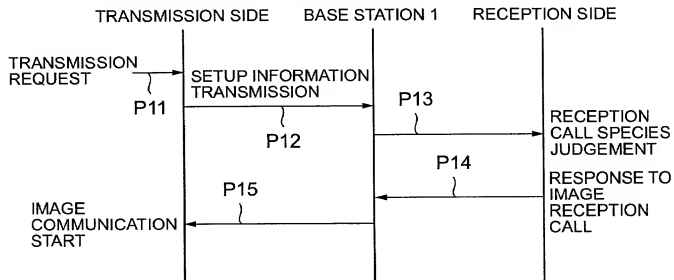 TRANSMISSION SIDE BASE STATION 1 RECEPTION SIDE
TRANSMISSION
REQUEST
P11
SETUP INFORMATION
TRANSMISSION
P12
P13
RECEPTION
CALL SPECIES
JUDGEMENT
P14
RESPONSE TO
IMAGE
RECEPTION
CALL
P15
IMAGE
COMMUNICATION
START